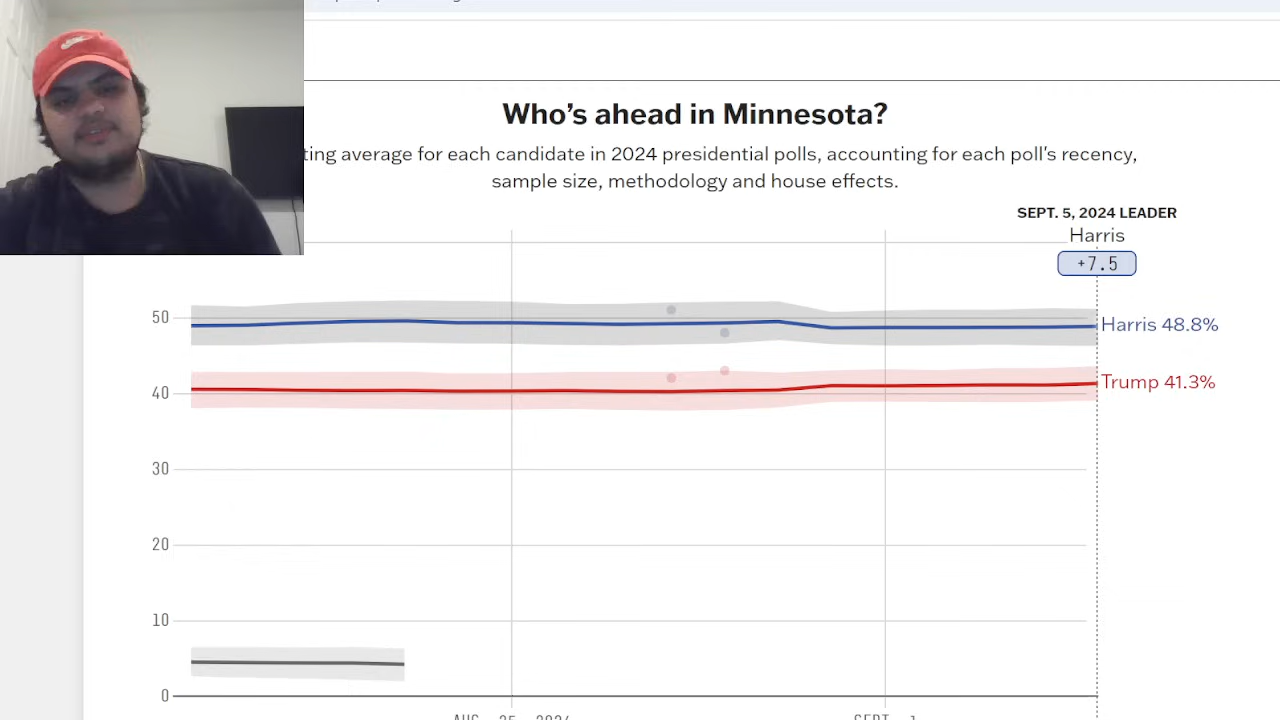 Who's ahead in Minnesota?
average for each candidate in 2024 presidential polls, accounting for each poll's recency,
sample size, methodology and house effects.
SEPT. 5, 2024 LEADER
Harris
+7.5
50
Harris 48.8%
Trump 41.3%
40
30
20
10
0